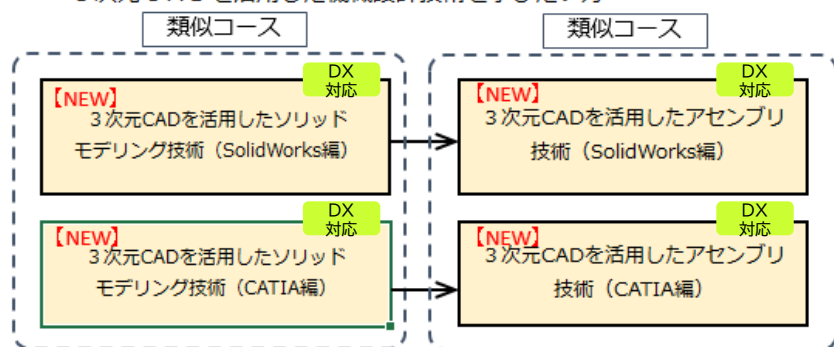 類似コース
類似コース
DX
対応
【NEW】
３次元CADを活用したソリッド
モデリング技術（SolidWorks編）
DX
対応
【NEW】
３次元CADを活用したアセンブリ
技術（SolidWorks編）
DX
対応
【NEW】
３次元CADを活用したソリッド
モデリング技術（CATIA編）
DX
対応
【NEW】
３次元CADを活用したアセンブリ
技術（CATIA編）